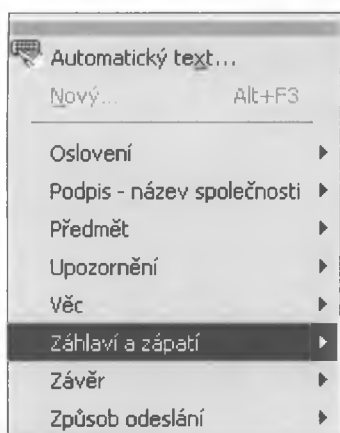 Automatický text...
Nový... Alt+F3
Oslovení
Podpis - název společnosti
Předmět
Upozornění
Věc
Záhlaví a zápatí
Závěr
Způsob odeslání